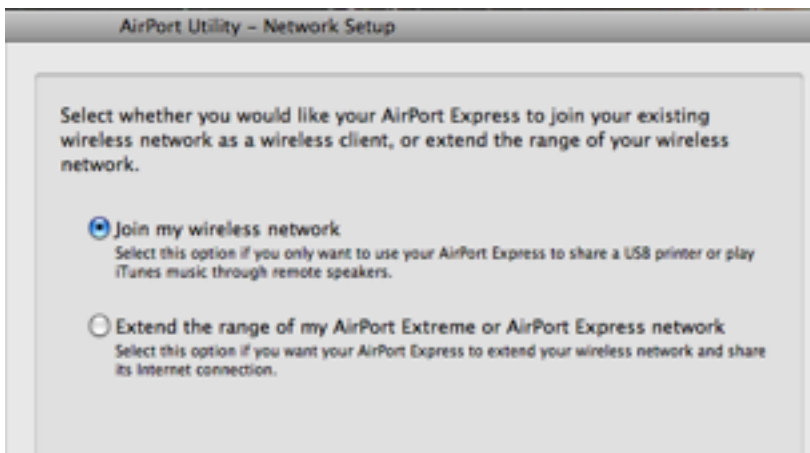 AirPort Utility – Network Setup
Select whether you would like your AirPort Express to join your existing
wireless network as a wireless client, or extend the range of your wireless
network.
Join my wireless network
Select this option if you only want to use your AirPort Express to share a USB printer or play
iTunes music through remote speakers.
Extend the range of my AirPort Extreme or AirPort Express network
Select this option if you want your AirPort Express to extend your wireless network and share
its Internet connection.